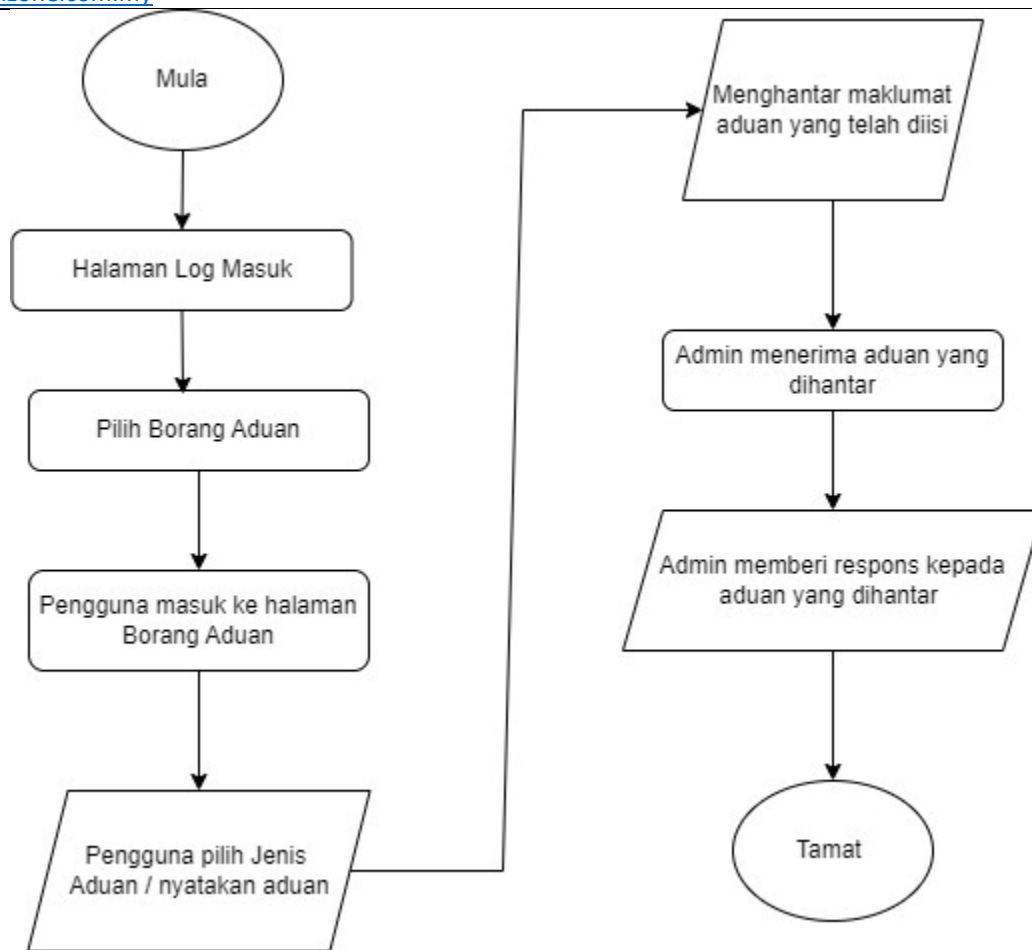 Mula
Halaman Log Masuk
Pilih Borang Aduan
Pengguna masuk ke halaman
Borang Aduan
Pengguna pilih Jenis
Aduan / nyatakan aduan
Menghantar maklumat
aduan yang telah diisi
Admin menerima aduan yang
dihantar
Admin memberi respons kepada
aduan yang dihantar
Tamat